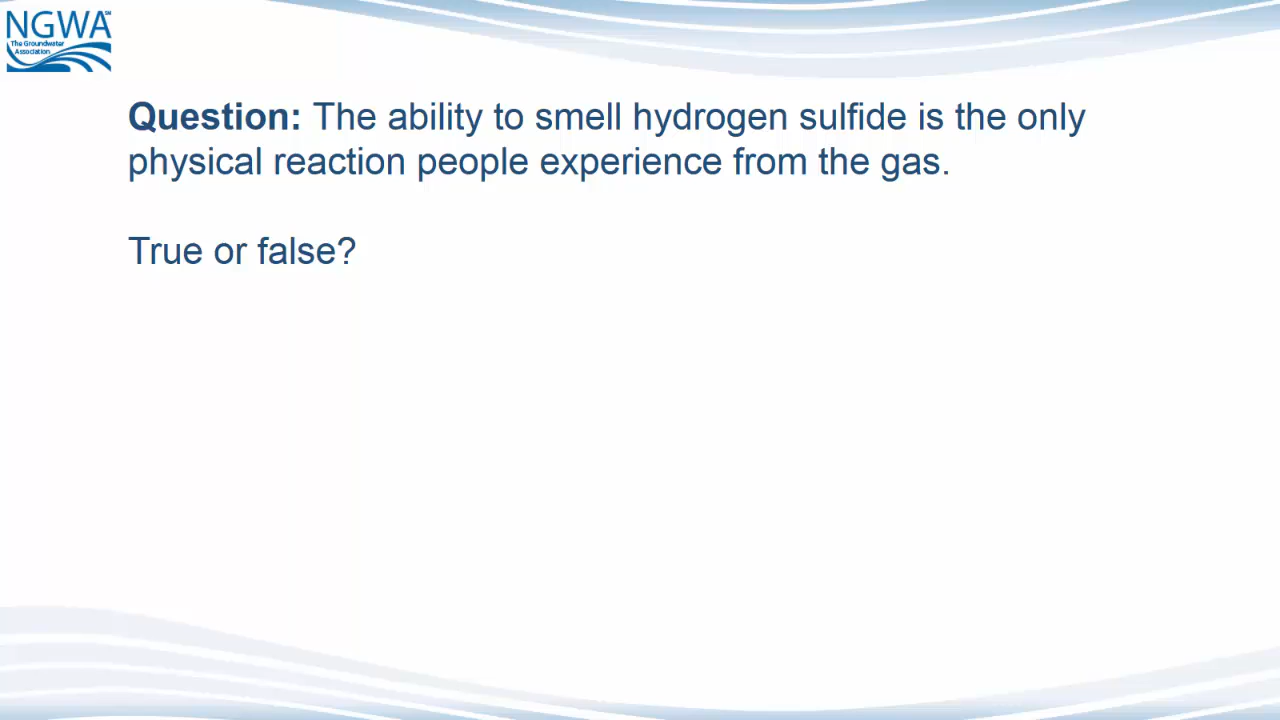 NGWA
The Groundwater
Association
Question: The ability to smell hydrogen sulfide is the only
physical reaction people experience from the gas.
True or false?